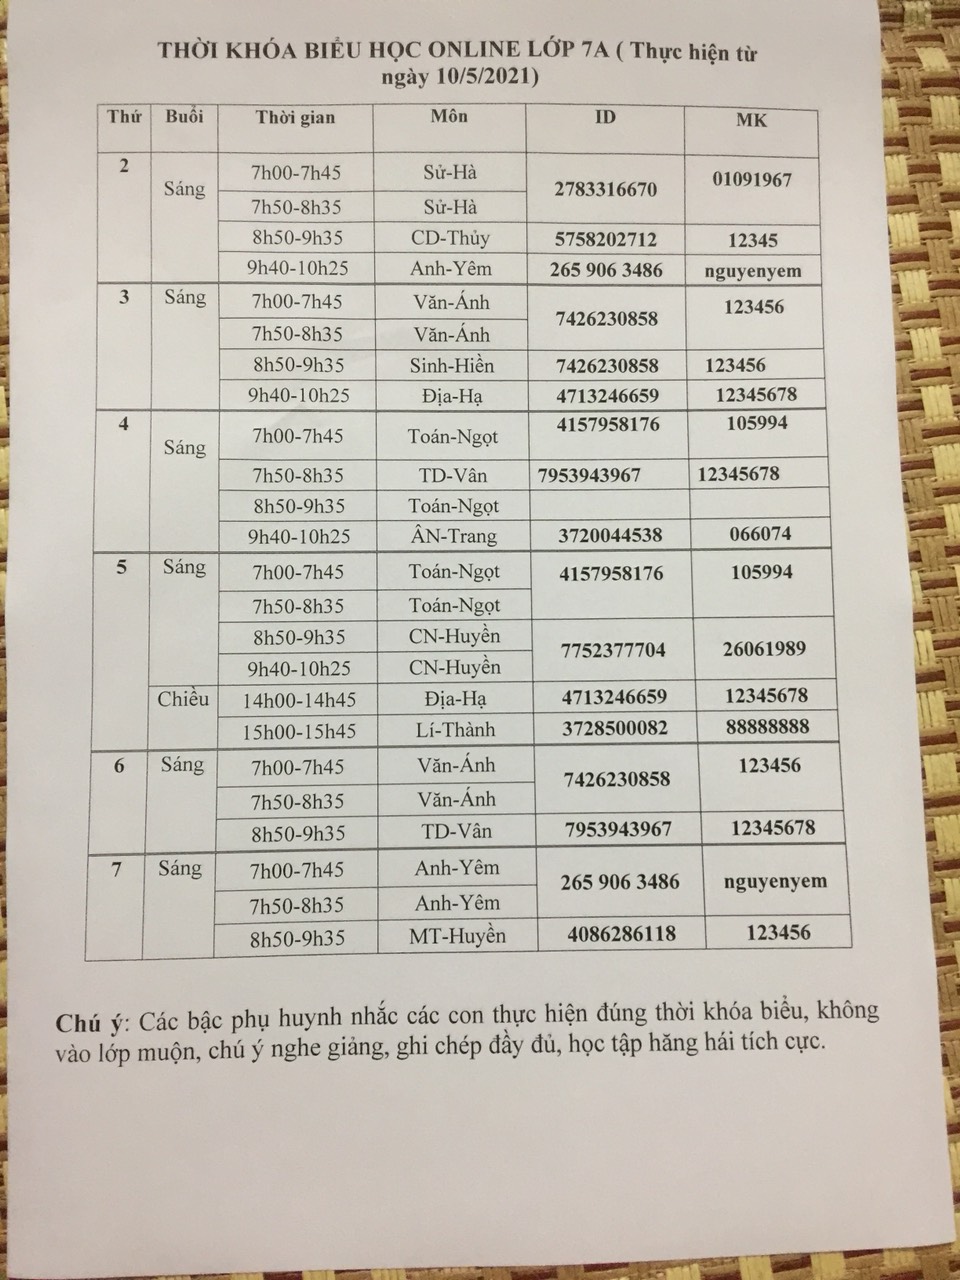 THỜI KHÓA BIỂU HỌC ONLINE LỚP 7A ( Thực hiện từ
ngày 10/5/2021)
Thứ Buổi Thời gian Môn ID MK
2 Sáng 7h00-7h45 Sử-Hà 2783316670 01091967
7h50-8h35 Sử-Hà
8h50-9h35 CD-Thủy 5758202712 12345
9h40-10h25 Anh-Yêm 265 906 3486 nguyenyem
3 Sáng 7h00-7h45 Văn-Ánh 7426230858 123456
7h50-8h35 Văn-Ánh
8h50-9h35 Sinh-Hiền 7426230858 123456
9h40-10h25 Địa-Hạ 4713246659 12345678
4 Sáng 7h00-7h45 Toán-Ngọt 4157958176 105994
7h50-8h35 TD-Vân 7953943967 12345678
8h50-9h35 Toán-Ngọt
9h40-10h25 ÂN-Trang 3720044538 066074
5 Sáng 7h00-7h45 Toán-Ngọt 4157958176 105994
7h50-8h35 Toán-Ngọt
8h50-9h35 CN-Huyền 7752377704 26061989
9h40-10h25 CN-Huyền
Chiều 14h00-14h45 Địa-Hạ 4713246659 12345678
15h00-15h45 Lí-Thành 3728500082 88888888
6 Sáng 7h00-7h45 Văn-Ánh 7426230858 123456
7h50-8h35 Văn-Ánh
8h50-9h35 TD-Vân 7953943967 12345678
7 Sáng 7h00-7h45 Anh-Yêm 265 906 3486 nguyenyem
7h50-8h35 Anh-Yêm
8h50-9h35 MT-Huyền 4086286118 123456
Chú ý: Các bậc phụ huynh nhắc các con thực hiện đúng thời khóa biểu, không
vào lớp muộn, chú ý nghe giảng, ghi chép đầy đủ, học tập hăng hái tích cực.